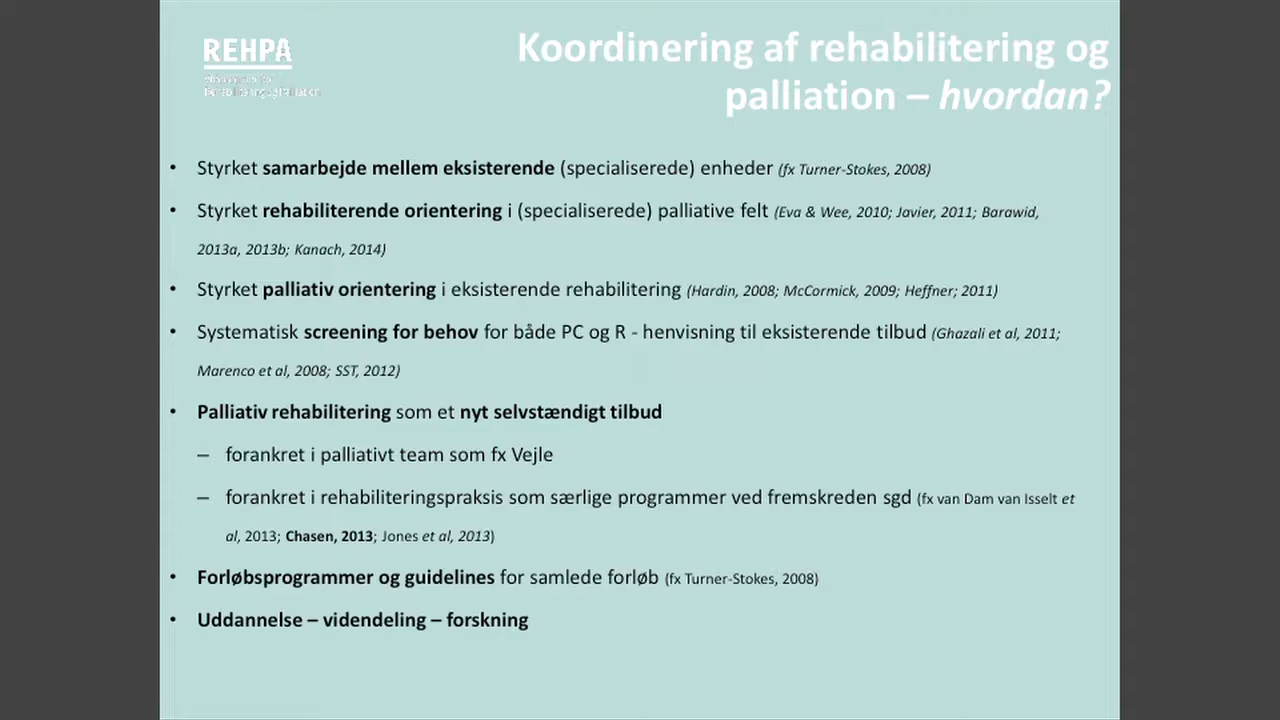 REHPA
Koordinering af rehabilitering og
palliation – hvordan?
• Styrket samarbejde mellem eksisterende (specialiserede) enheder (fx Turner-Stokes, 2008)
• Styrket rehabiliterende orientering i (specialiserede) palliative felt (Eva & Wee, 2010; Javier, 2011; Barawid,
2013a, 2013b; Kanach, 2014)
• Styrket palliativ orientering i eksisterende rehabilitering (Hardin, 2008; McCormick, 2009; Heffner; 2011)
• Systematisk screening for behov for både PC og R - henvisning til eksisterende tilbud (Ghazali et al, 2011;
Marenco et al, 2008; SST, 2012)
• Palliativ rehabilitering som et nyt selvstændigt tilbud
– forankret i palliativt team som fx Vejle
– forankret i rehabiliteringspraksis som særlige programmer ved fremskreden sgd (fx van Dam van Isselt et
al, 2013; Chasen, 2013; Jones et al, 2013)
• Forløbsprogrammer og guidelines for samlede forløb (fx Turner-Stokes, 2008)
• Uddannelse – videndeling – forskning